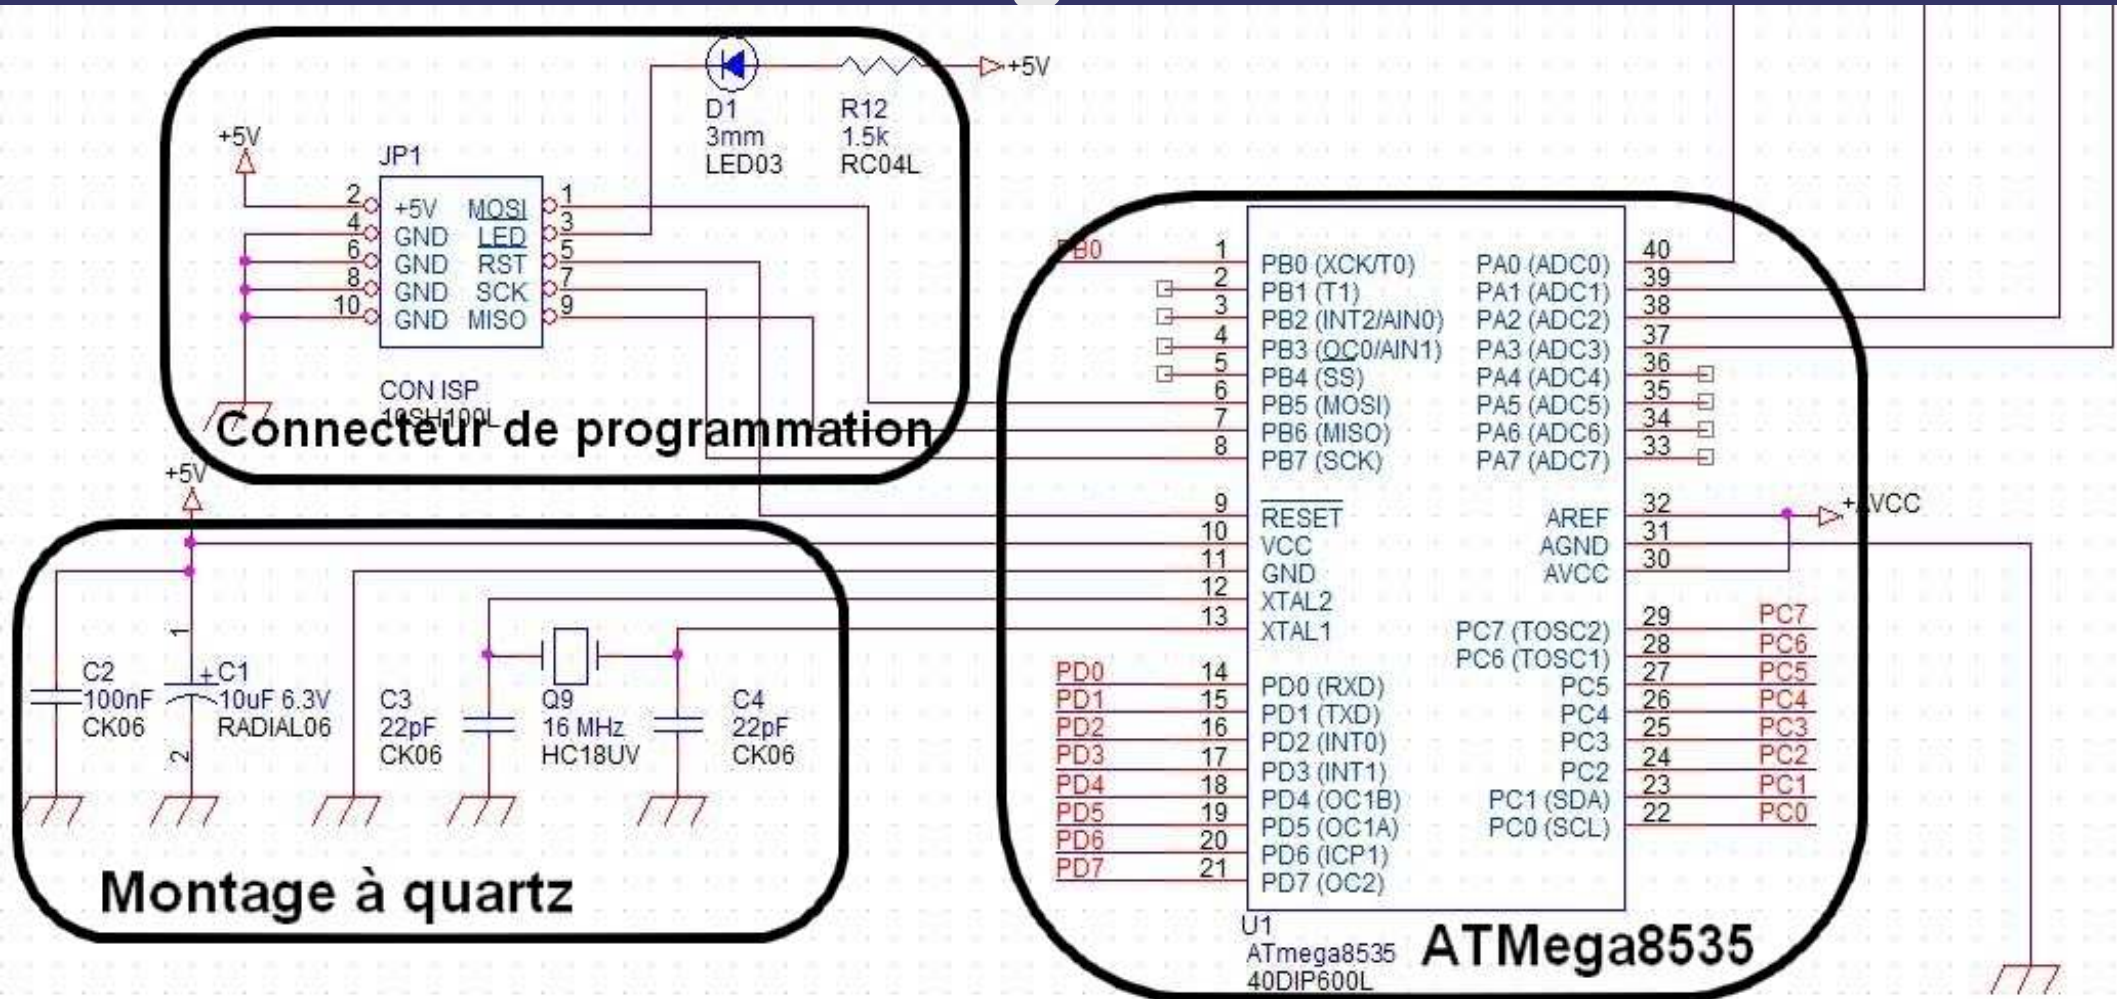 +5V
D1
3mm
LED03
R12
1.5k
RC04L
+5V
JP1
2 +5V MOSI 1
4 GND LED 3
6 GND RST 5
8 GND SCK 7
10 GND MISO 9
CON ISP
10SH100L
Connecteur de programmation
+5V
C2
100nF
CK06
1
+
2
C1
10uF 6.3V
RADIAL06
C3
22pF
CK06
Q9
16 MHz
HC18UV
C4
22pF
CK06
Montage à quartz
PB0 1 PB0 (XCK/T0) PA0 (ADC0) 40
2 PB1 (T1) PA1 (ADC1) 39
3 PB2 (INT2/AIN0) PA2 (ADC2) 38
4 PB3 (OC0/AIN1) PA3 (ADC3) 37
5 PB4 (SS) PA4 (ADC4) 36
6 PB5 (MOSI) PA5 (ADC5) 35
7 PB6 (MISO) PA6 (ADC6) 34
8 PB7 (SCK) PA7 (ADC7) 33
9 RESET AREF 32 +AVCC
10 VCC AGND 31
11 GND AVCC 30
12 XTAL2
13 XTAL1 PC7 (TOSC2) 29 PC7
PC6 (TOSC1) 28 PC6
PD0 14 PD0 (RXD) PC5 27 PC5
PD1 15 PD1 (TXD) PC4 26 PC4
PD2 16 PD2 (INT0) PC3 25 PC3
PD3 17 PD3 (INT1) PC2 24 PC2
PD4 18 PD4 (OC1B) PC1 (SDA) 23 PC1
PD5 19 PD5 (OC1A) PC0 (SCL) 22 PC0
PD6 20 PD6 (ICP1)
PD7 21 PD7 (OC2)
U1
ATmega8535
40DIP600L
ATMega8535